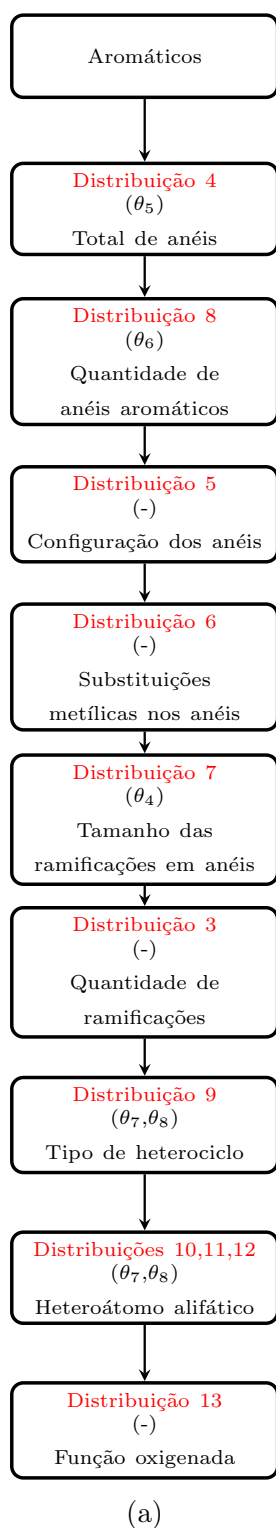 Aromáticos
Distribuição 4
(θ₅)
Total de anéis
Distribuição 8
(θ₆)
Quantidade de
anéis aromáticos
Distribuição 5
(-)
Configuração dos anéis
Distribuição 6
(-)
Substituições
metílicas nos anéis
Distribuição 7
(θ₄)
Tamanho das
ramificações em anéis
Distribuição 3
(-)
Quantidade de
ramificações
Distribuição 9
(θ₇,θ₈)
Tipo de heterociclo
Distribuições 10,11,12
(θ₇,θ₈)
Heteroátomo alifático
Distribuição 13
(-)
Função oxigenada
(a)